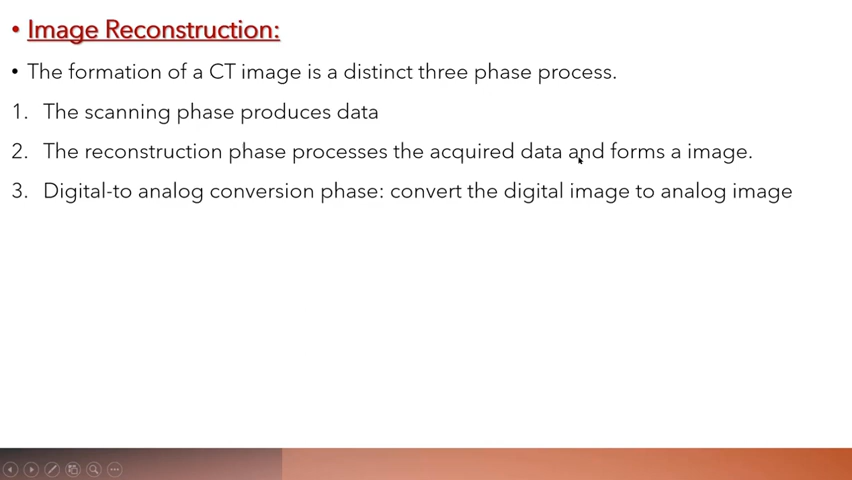 • Image Reconstruction:
• The formation of a CT image is a distinct three phase process.
1. The scanning phase produces data
2. The reconstruction phase processes the acquired data and forms a image.
3. Digital-to analog conversion phase: convert the digital image to analog image